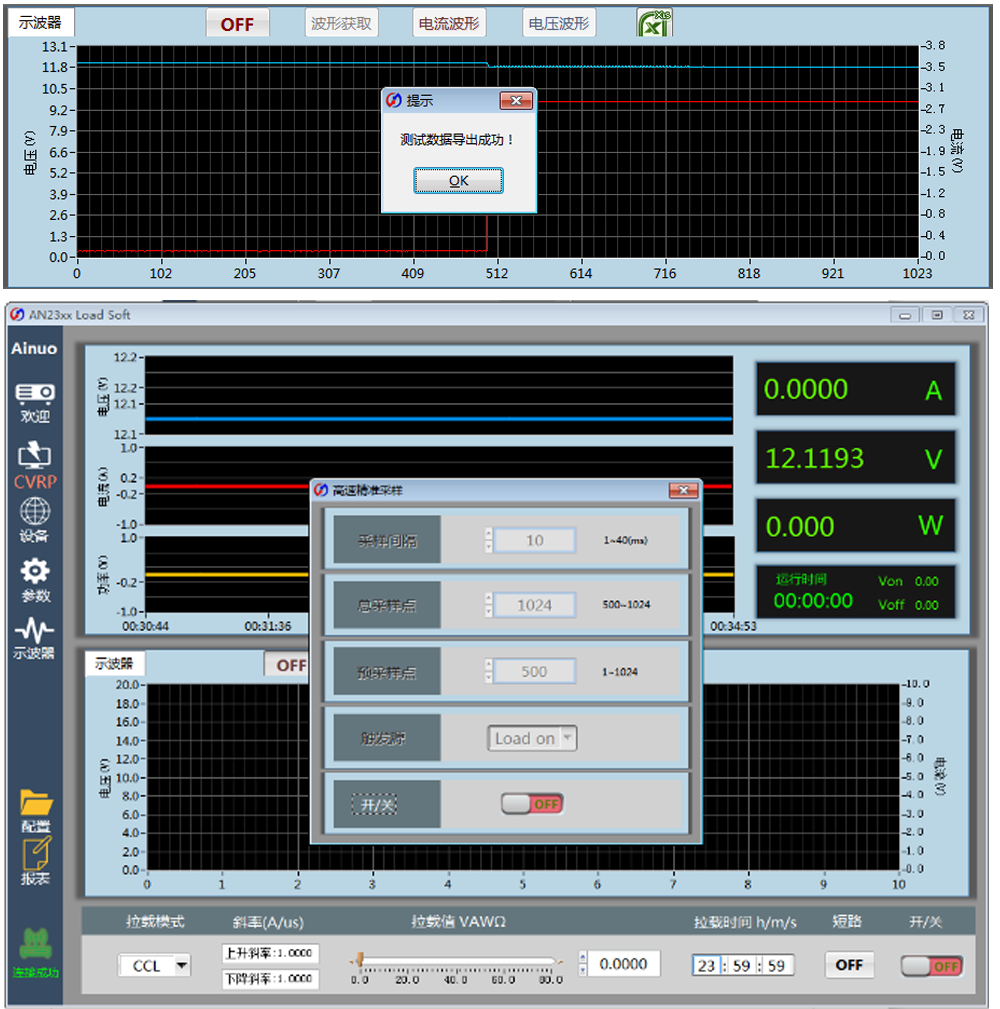 示波器 OFF 波形获取 电流波形 电压波形
13.1 3.8
11.8 3.5
10.5 3.1
9.2 2.7
7.9 2.3
6.6 1.9
5.2 1.5
3.9 1.2
2.6 0.8
1.3 0.4
0.0 0.0
电压(V)
电流(V)
0 102 205 307 409 512 614 716 818 921 1023
提示
测试数据导出成功！
OK
AN23xx Load Soft
Ainuo
欢迎
CVRP
设备
参数
示波器
配置
报表
连接成功
12.2
12.2
12.1
12.1
电压(V)
1.0
0.2
-0.2
-1.0
电流(A)
1.0
-0.2
-1.0
功率(V)
00:30:44 00:31:36 00:34:53
0.0000 A
12.1193 V
0.000 W
运行时间 Von 0.00
00:00:00 Voff 0.00
高速精准采样
采样间隔 10 1~40(ms)
总采样点 1024 500~1024
预采样点 500 1~1024
触发源 Load on
开/关 OFF
示波器 OFF
20.0 10.0
18.0 9.0
16.0 8.0
14.0 7.0
12.0 6.0
10.0 5.0
8.0 4.0
6.0 3.0
4.0 2.0
2.0 1.0
0.0 0.0
电压(V)
电流(V)
0 1 2 3 4 5 6 7 8 9 10
拉载模式 斜率(A/us) 拉载值 VAWΩ 拉载时间 h/m/s 短路 开/关
CCL 上升斜率:1.0000 0.0000 23:59:59 OFF OFF
下降斜率:1.0000 0.0 20.0 40.0 60.0 80.0